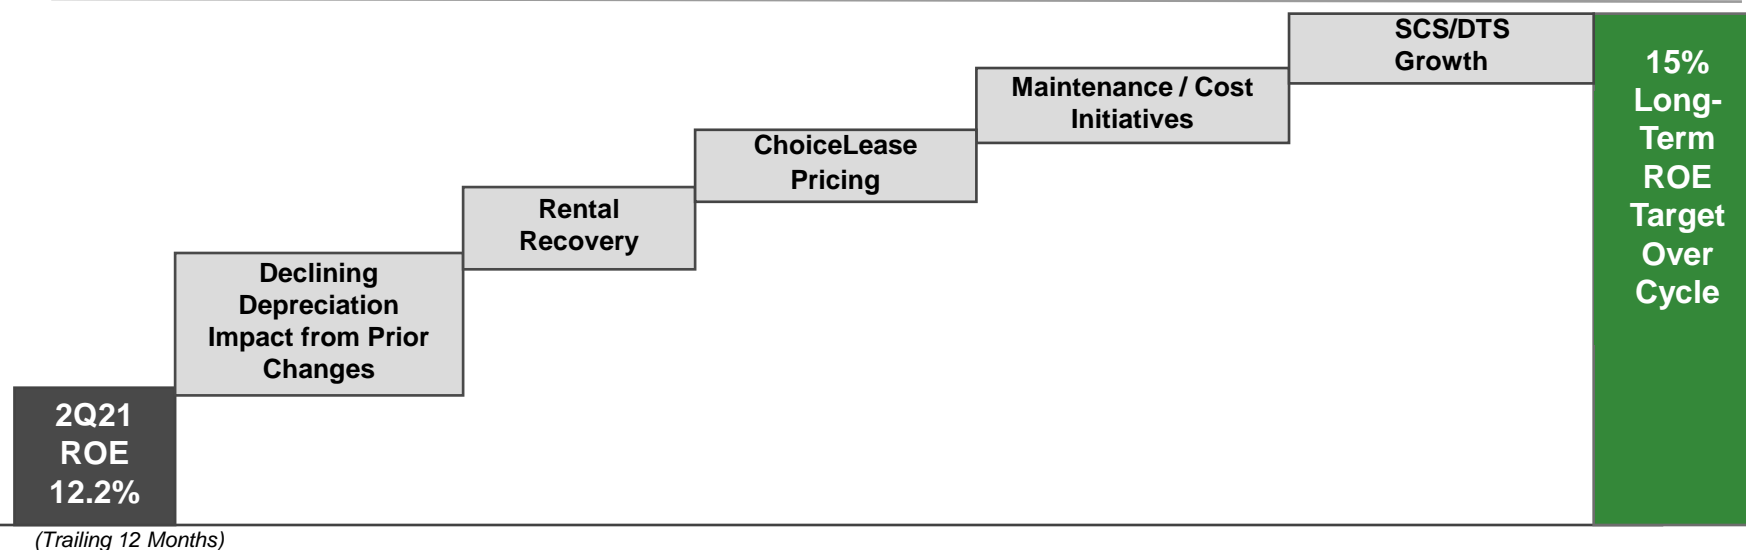 2Q21
ROE
12.2%
(Trailing 12 Months)
Declining
Depreciation
Impact from Prior
Changes
Rental
Recovery
ChoiceLease
Pricing
Maintenance / Cost
Initiatives
SCS/DTS
Growth
15%
Long-
Term
ROE
Target
Over
Cycle